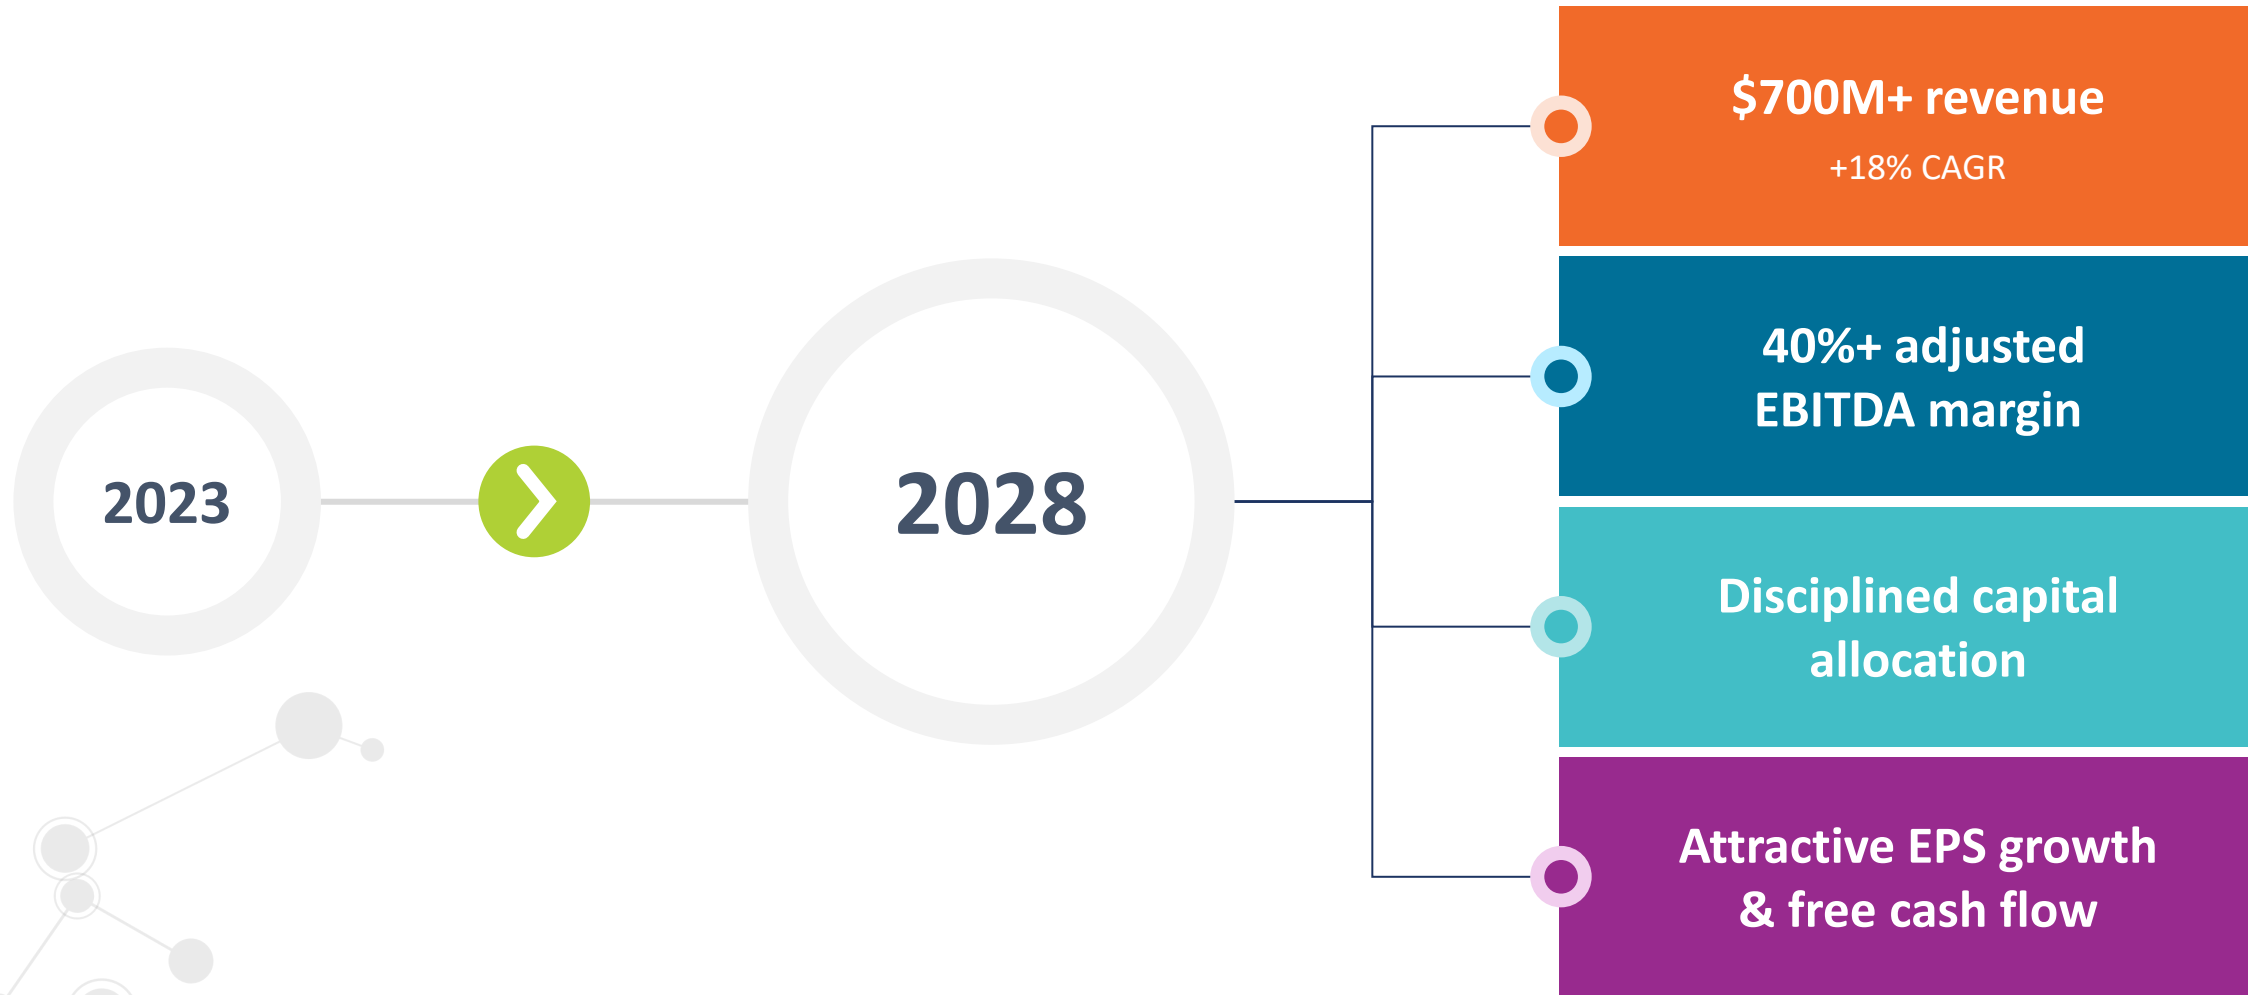 2023
2028
$700M+ revenue
+18% CAGR
40%+ adjusted
EBITDA margin
Disciplined capital
allocation
Attractive EPS growth
& free cash flow